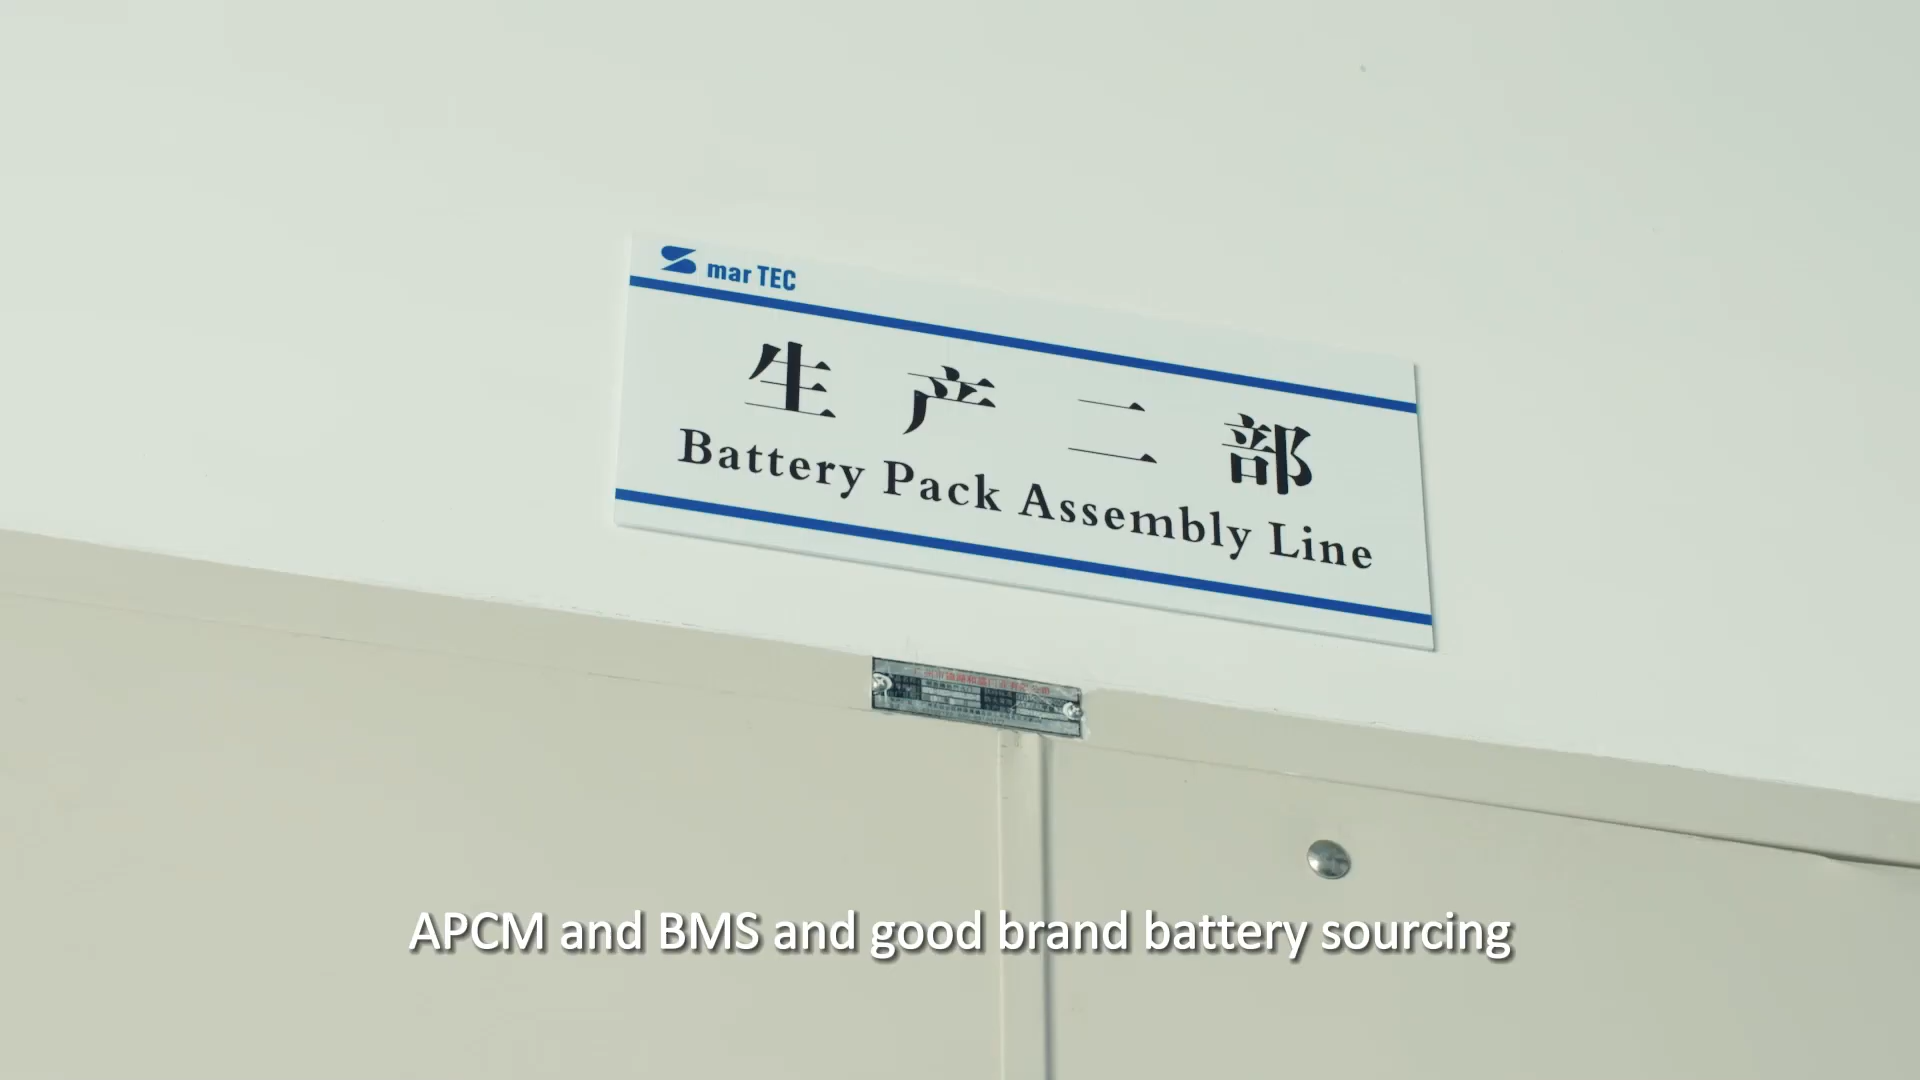 mar TEC
生产二部
Battery Pack Assembly Line
APCM and BMS and good brand battery sourcing